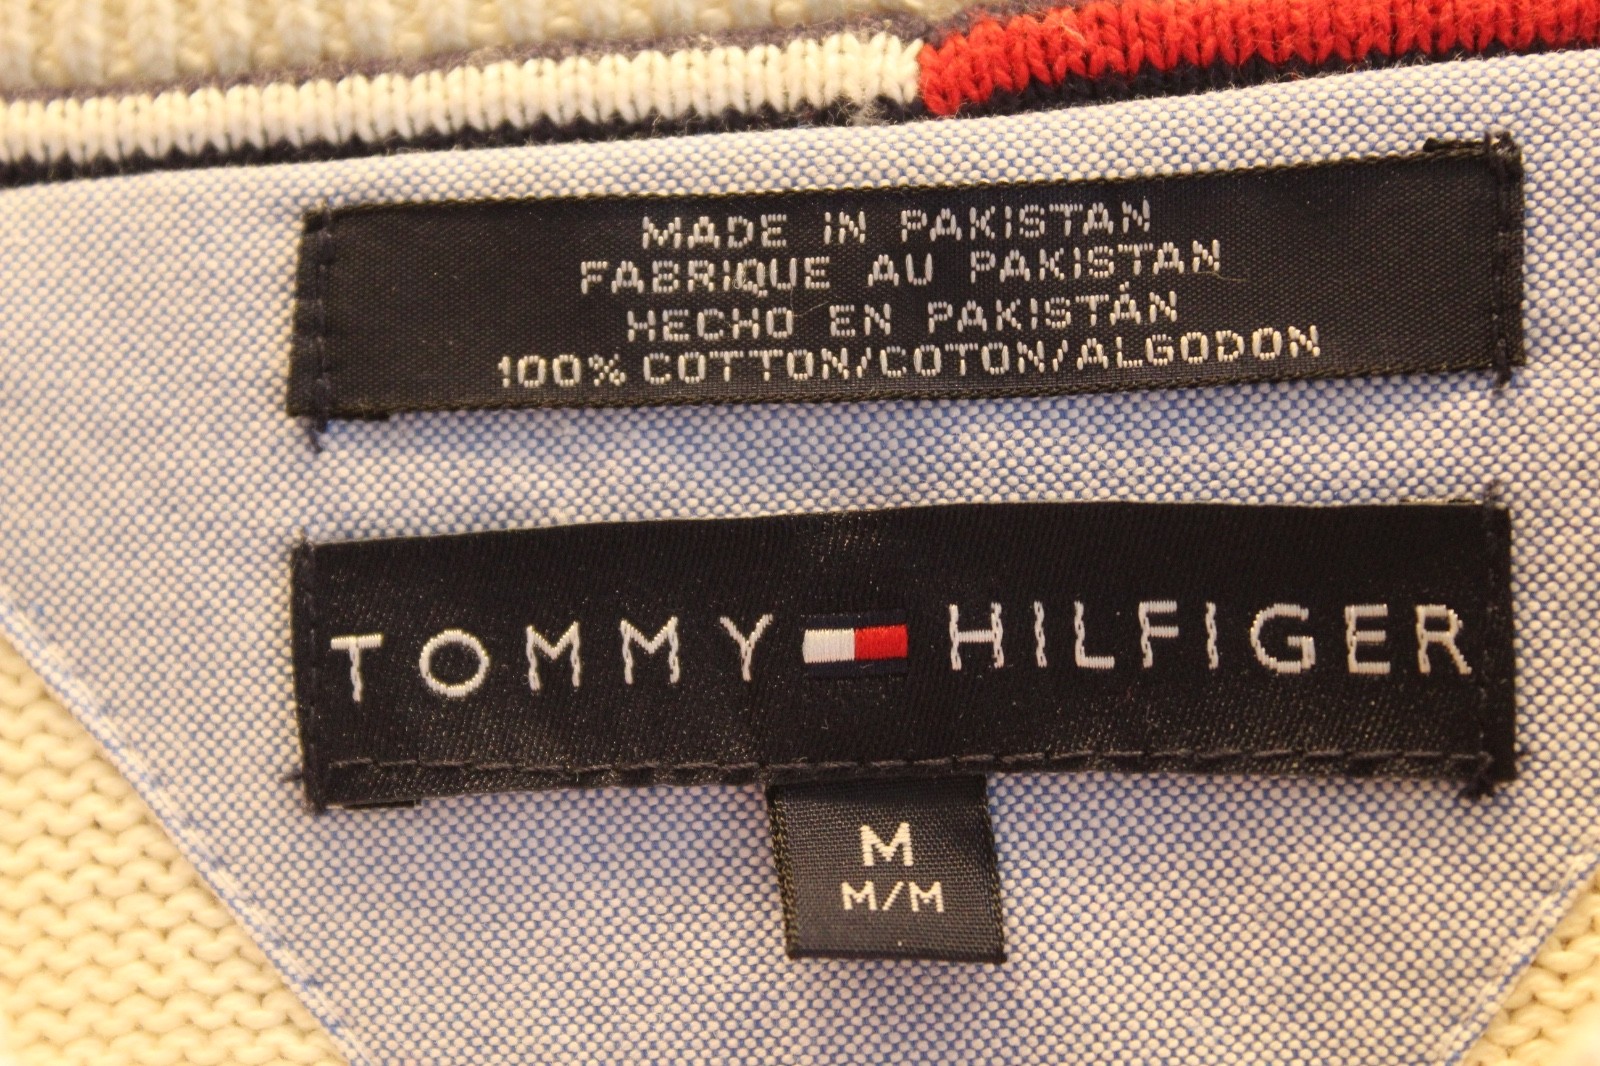 MADE IN PAKISTAN
FABRIQUE AU PAKISTAN
HECHO EN PAKISTÁN
100% COTTON/COTON/ALGODON
TOMMY HILFIGER
M
M/M